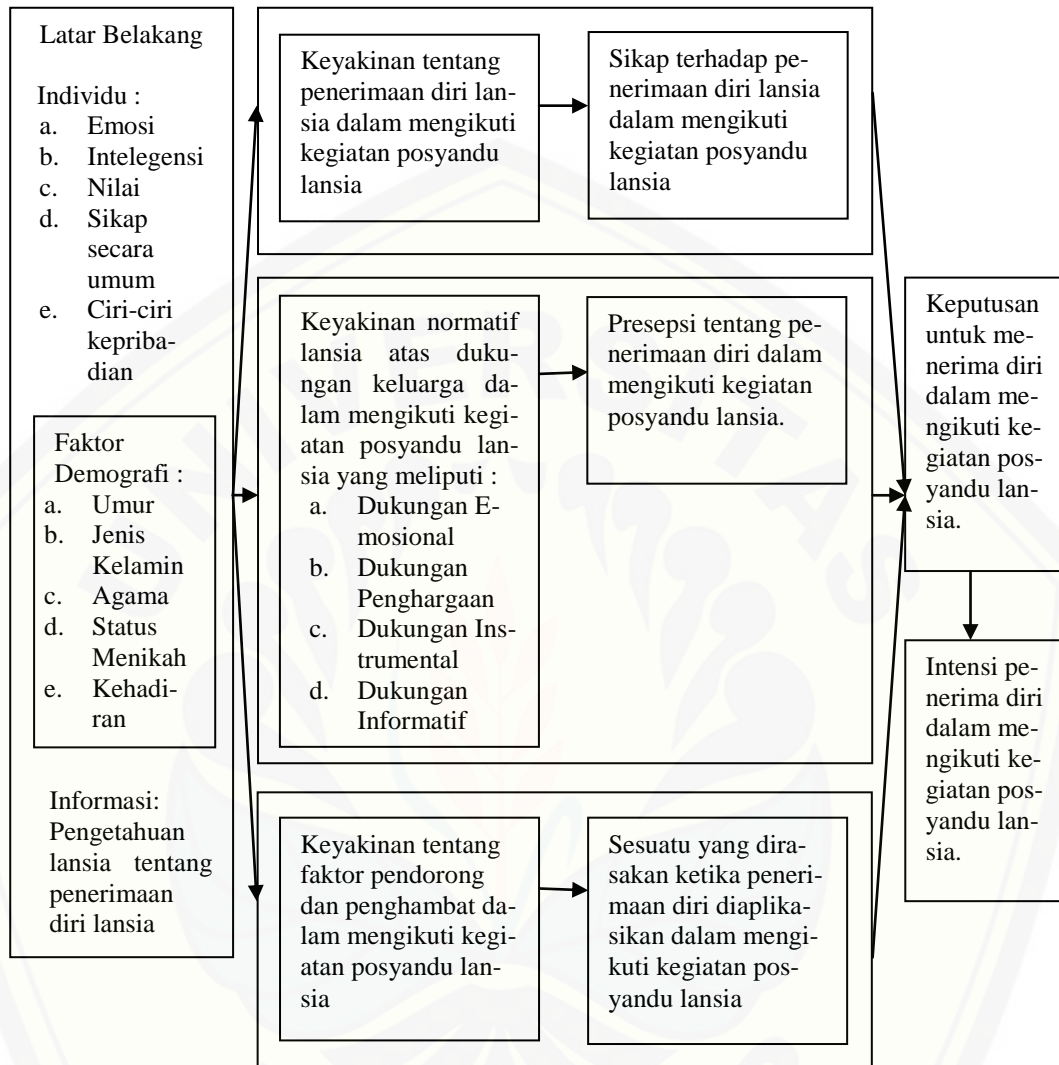 Latar Belakang
Individu :
a. Emosi
b. Intelegensi
c. Nilai
d. Sikap
secara
umum
e. Ciri-ciri
kepriba-
dian
Faktor
Demografi :
a. Umur
b. Jenis
Kelamin
c. Agama
d. Status
Menikah
e. Kehadi-
ran
Informasi:
Pengetahuan
lansia tentang
penerimaan
diri lansia
Keyakinan tentang
penerimaan diri lan-
sia dalam mengikuti
kegiatan posyandu
lansia
Sikap terhadap pe-
nerimaan diri lansia
dalam mengikuti
kegiatan posyandu
lansia
Keyakinan normatif
lansia atas duku-
ngan keluarga da-
lam mengikuti kegi-
atan posyandu lan-
sia yang meliputi :
a. Dukungan E-
mosional
b. Dukungan
Penghargaan
c. Dukungan Ins-
trumental
d. Dukungan
Informatif
Presepsi tentang pe-
nerimaan diri dalam
mengikuti kegiatan
posyandu lansia.
Keyakinan tentang
faktor pendorong
dan penghambat da-
lam mengikuti kegi-
atan posyandu lan-
sia
Sesuatu yang dira-
sakan ketika peneri-
maan diri diaplika-
sikan dalam mengi-
kuti kegiatan pos-
yandu lansia
Keputusan
untuk me-
nerima diri
dalam me-
ngikuti ke-
giatan pos-
yandu lan-
sia.
Intensi pe-
nerima diri
dalam me-
ngikuti ke-
giatan pos-
yandu lan-
sia.
UNIVERSITAS